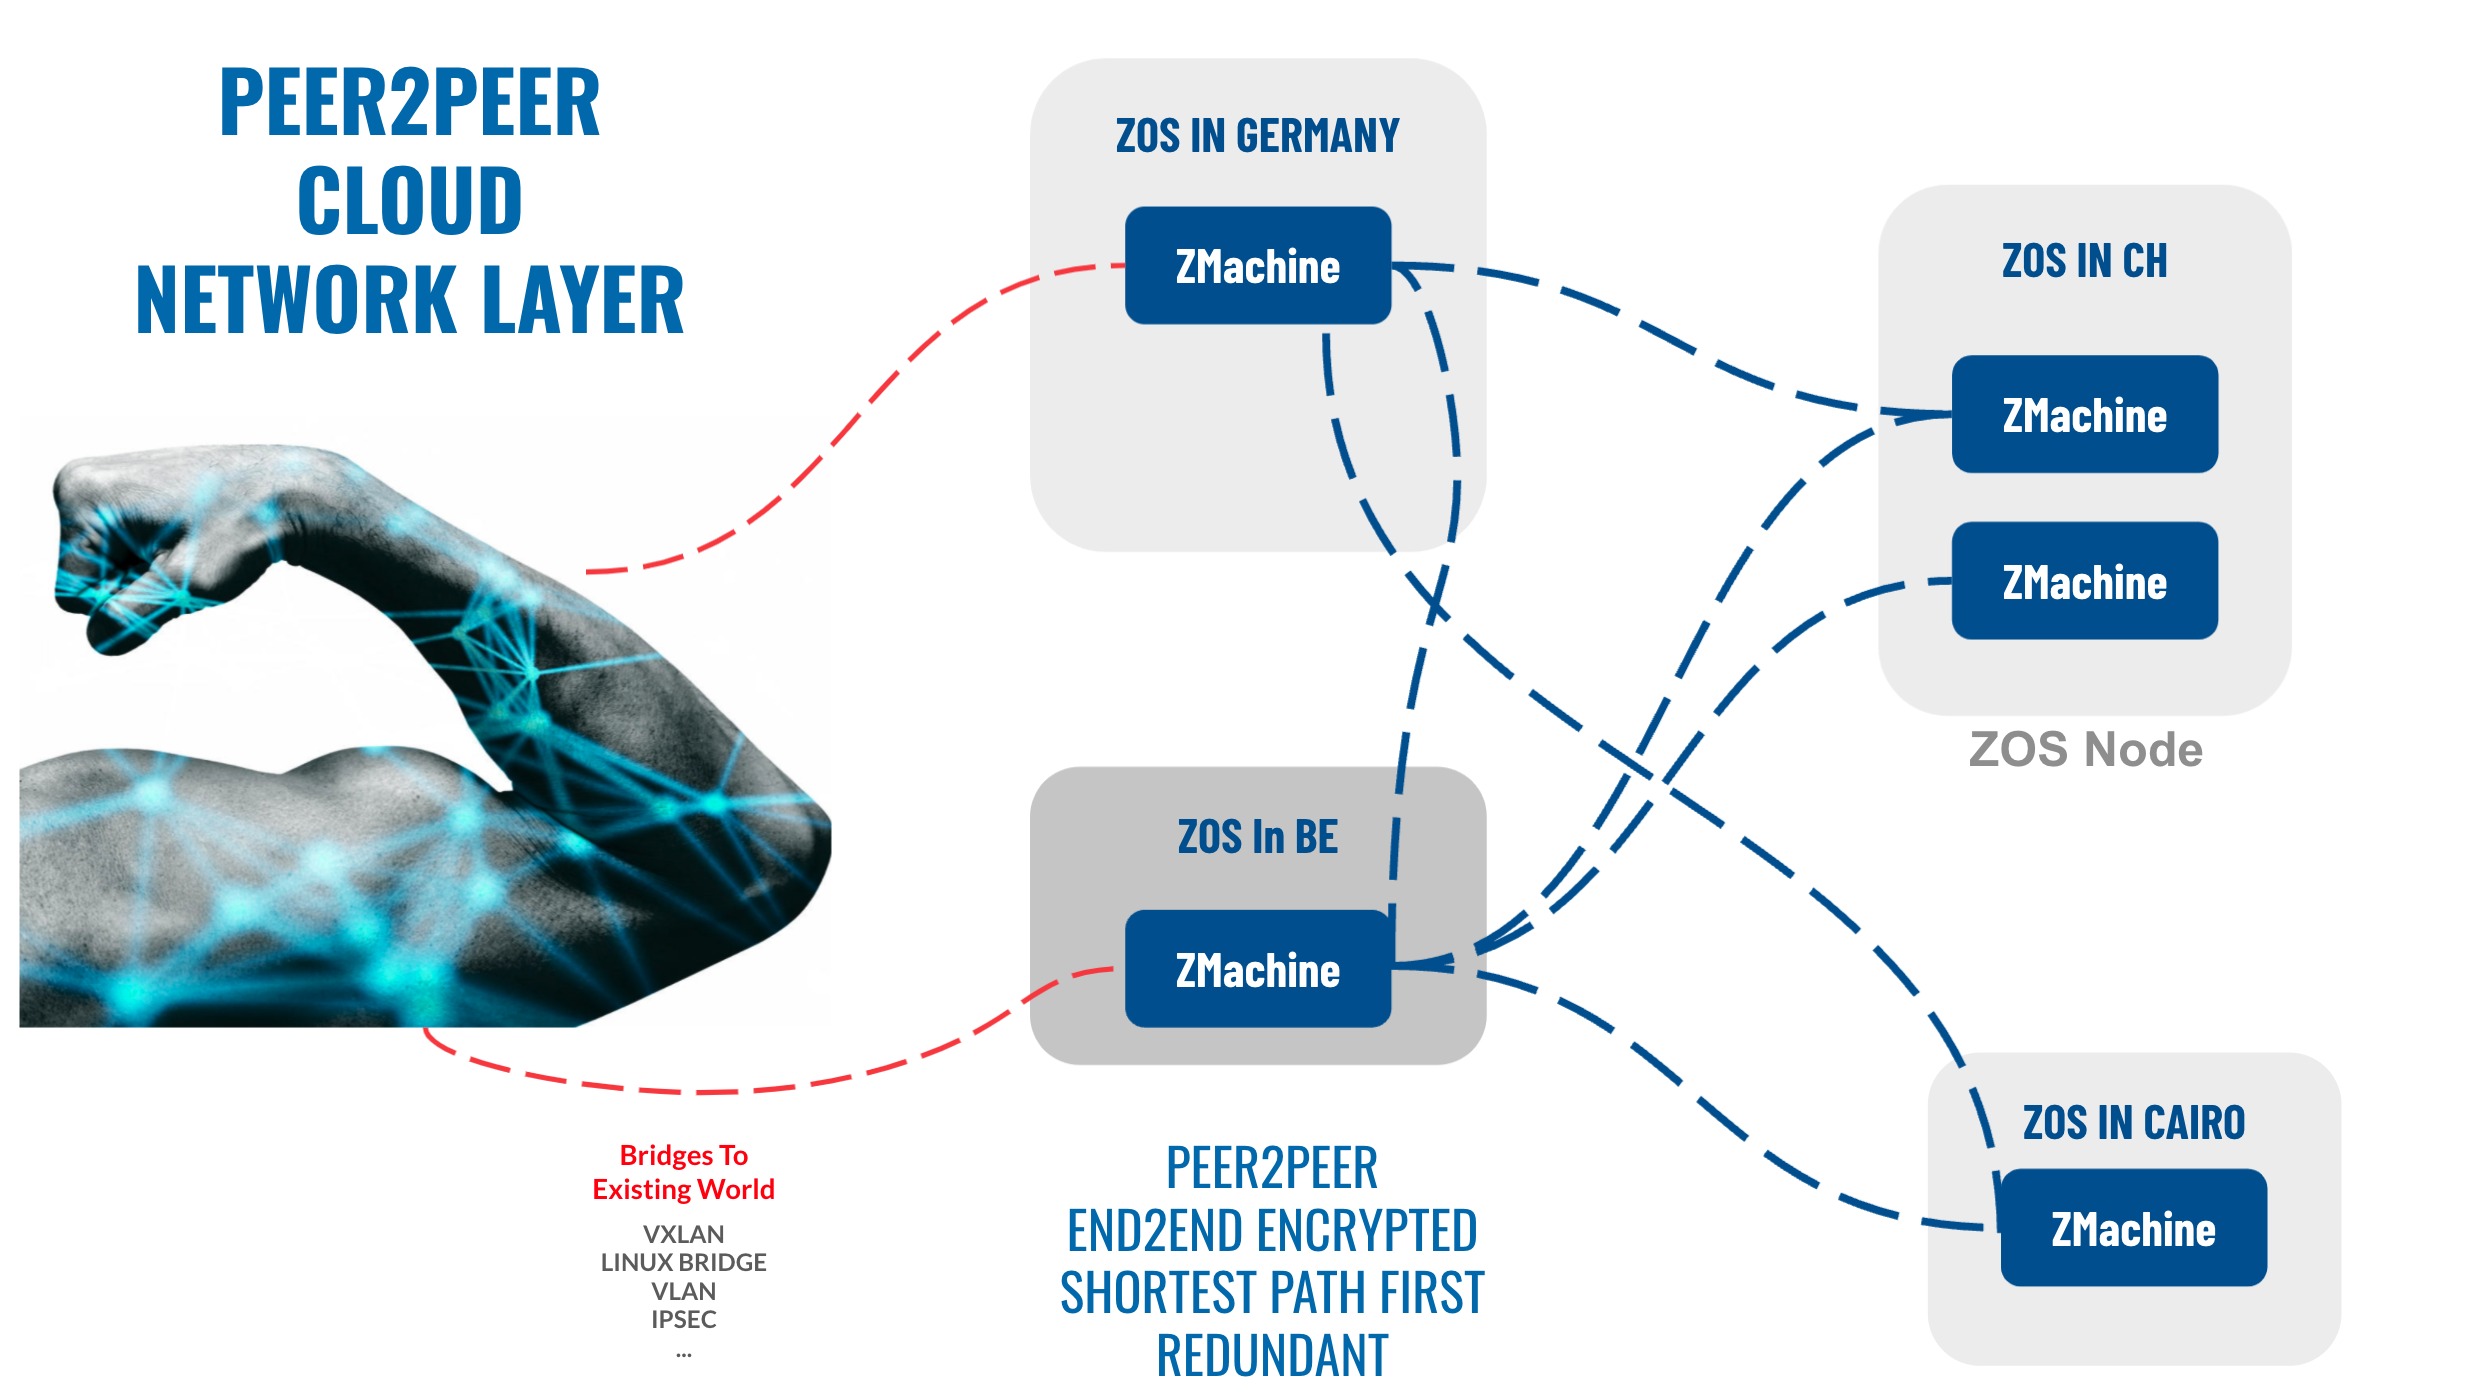 PEER2PEER
CLOUD
NETWORK LAYER
ZOS IN GERMANY
ZMachine
ZOS IN CH
ZMachine
ZMachine
ZOS Node
ZOS In BE
ZMachine
ZOS IN CAIRO
ZMachine
Bridges To
Existing World
VXLAN
LINUX BRIDGE
VLAN
IPSEC
...
PEER2PEER
END2END ENCRYPTED
SHORTEST PATH FIRST
REDUNDANT